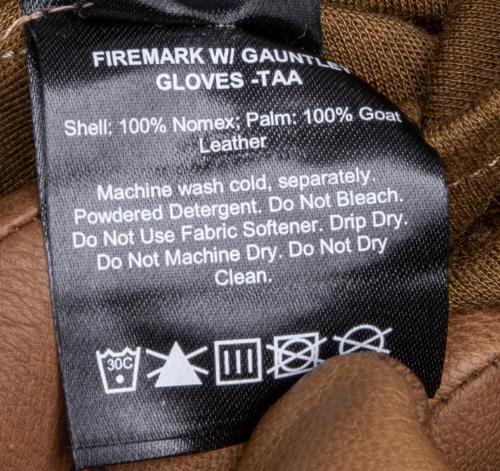 FIREMARK W/ GAUNTLE
GLOVES -TAA
Shell: 100% Nomex; Palm: 100% Goat
Leather
Machine wash cold, separately.
Powdered Detergent. Do Not Bleach.
Do Not Use Fabric Softener. Drip Dry.
Do Not Machine Dry. Do Not Dry
Clean.
30C